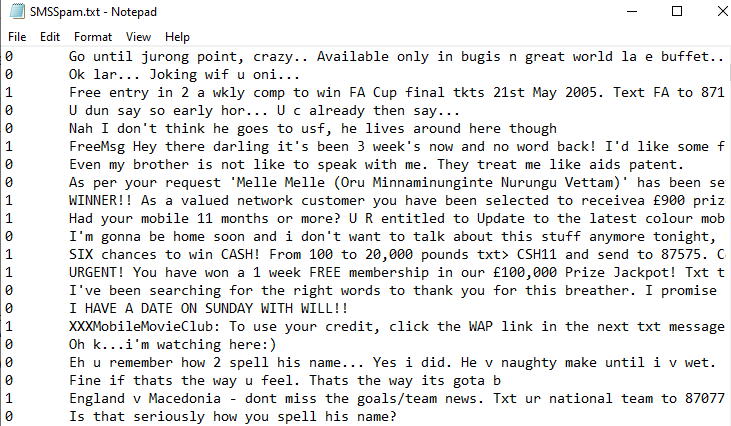 SMSSpam.txt - Notepad
File Edit Format View Help
0 Go until jurong point, crazy.. Available only in bugis n great world la e buffet..
0 Ok lar... Joking wif u oni...
1 Free entry in 2 a wkly comp to win FA Cup final tkts 21st May 2005. Text FA to 871
0 U dun say so early hor... U c already then say...
0 Nah I don't think he goes to usf, he lives around here though
1 FreeMsg Hey there darling it's been 3 week's now and no word back! I'd like some f
0 Even my brother is not like to speak with me. They treat me like aids patent.
0 As per your request 'Melle Melle (Oru Minnaminunginte Nurungu Vettam)' has been se
1 WINNER!! As a valued network customer you have been selected to receivea £900 priz
1 Had your mobile 11 months or more? U R entitled to Update to the latest colour mob
0 I'm gonna be home soon and i don't want to talk about this stuff anymore tonight,
1 SIX chances to win CASH! From 100 to 20,000 pounds txt> CSH11 and send to 87575. C
1 URGENT! You have won a 1 week FREE membership in our £100,000 Prize Jackpot! Txt t
0 I've been searching for the right words to thank you for this breather. I promise
0 I HAVE A DATE ON SUNDAY WITH WILL!!
1 XXXMobileMovieClub: To use your credit, click the WAP link in the next txt message
0 Oh k...i'm watching here:)
0 Eh u remember how 2 spell his name... Yes i did. He v naughty make until i v wet.
0 Fine if thats the way u feel. Thats the way its gota b
1 England v Macedonia - dont miss the goals/team news. Txt ur national team to 87077
0 Is that seriously how you spell his name?